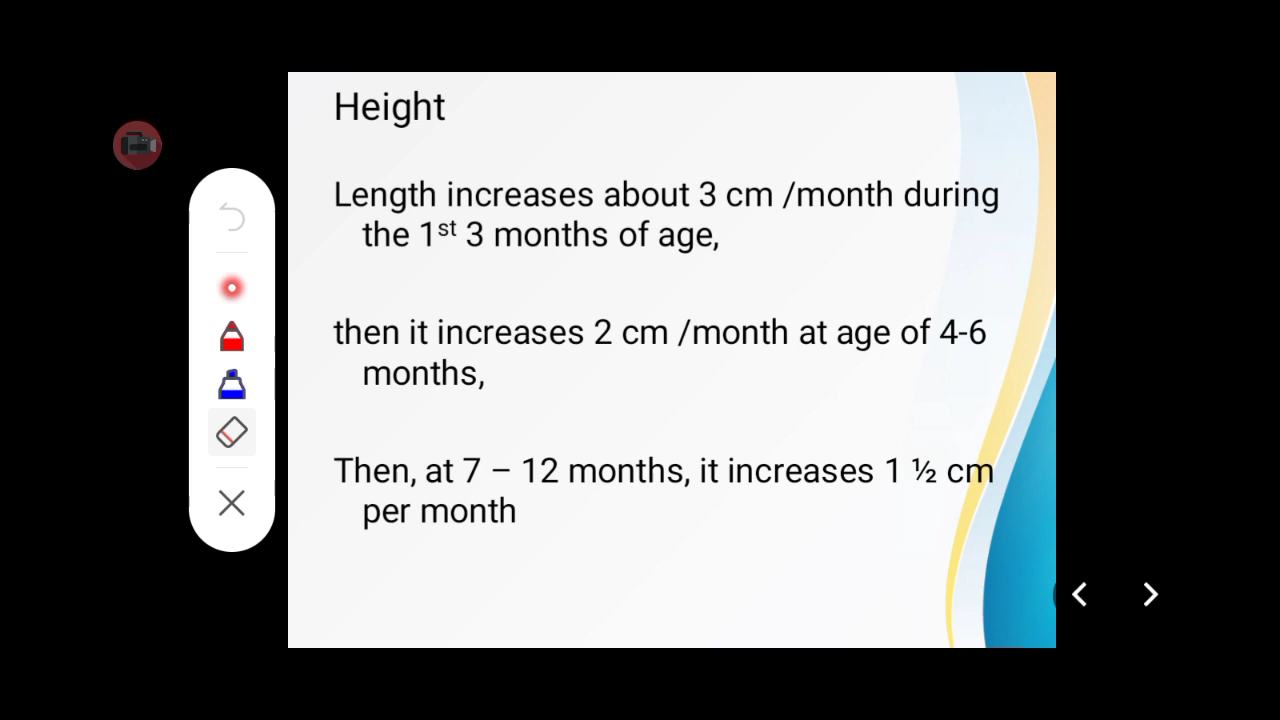 Height
Length increases about 3 cm /month during
the 1st 3 months of age,
then it increases 2 cm /month at age of 4-6
months,
Then, at 7 – 12 months, it increases 1 ½ cm
per month